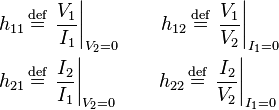 h₁₁ ≝ V₁/I₁ |_{V₂=0} h₁₂ ≝ V₁/V₂ |_{I₁=0}
h₂₁ ≝ I₂/I₁ |_{V₂=0} h₂₂ ≝ I₂/V₂ |_{I₁=0}